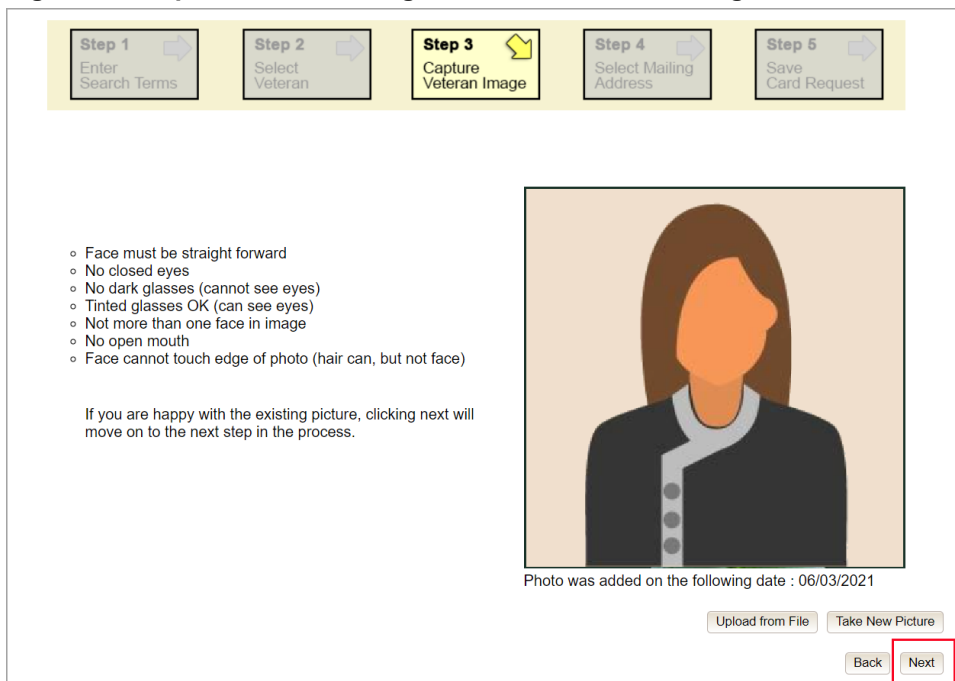 Step 1
Enter
Search Terms
Step 2
Select
Veteran
Step 3
Capture
Veteran Image
Step 4
Select Mailing
Address
Step 5
Save
Card Request
Face must be straight forward
No closed eyes
No dark glasses (cannot see eyes)
Tinted glasses OK (can see eyes)
Not more than one face in image
No open mouth
Face cannot touch edge of photo (hair can, but not face)
If you are happy with the existing picture, clicking next will
move on to the next step in the process.
Photo was added on the following date : 06/03/2021
Upload from File
Take New Picture
Back
Next